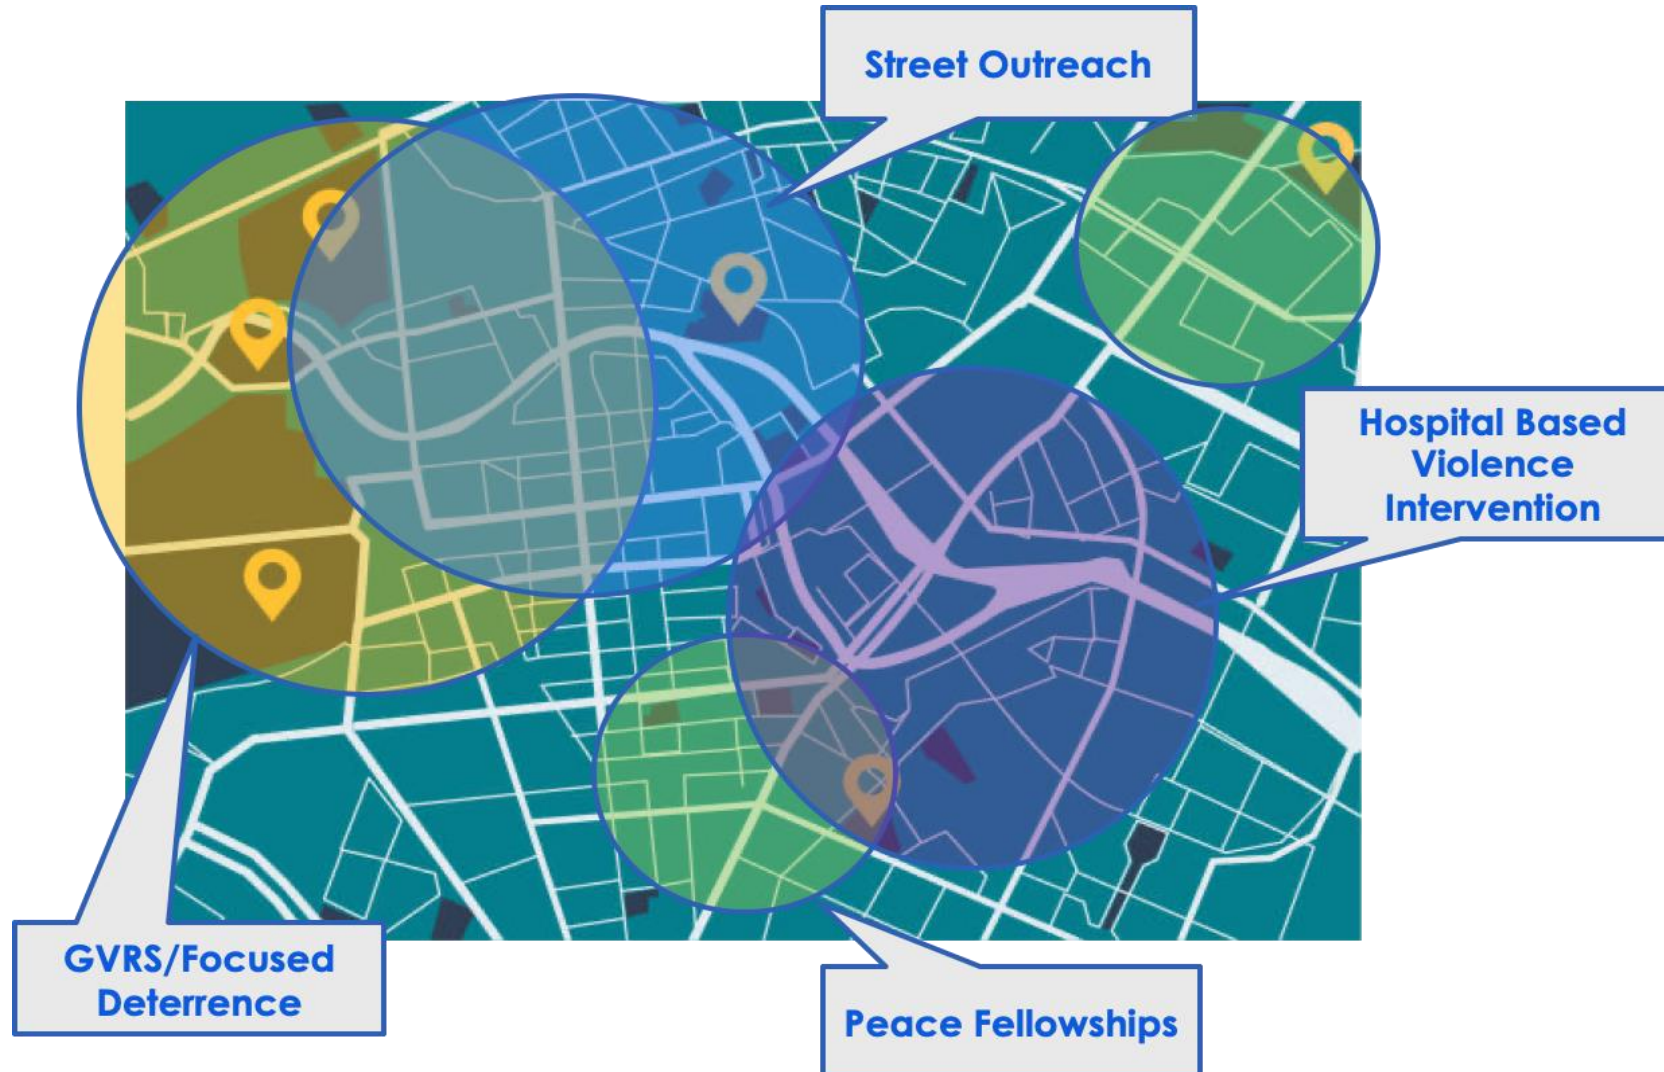 Street Outreach
Hospital Based
Violence
Intervention
GVRS/Focused
Deterrence
Peace Fellowships